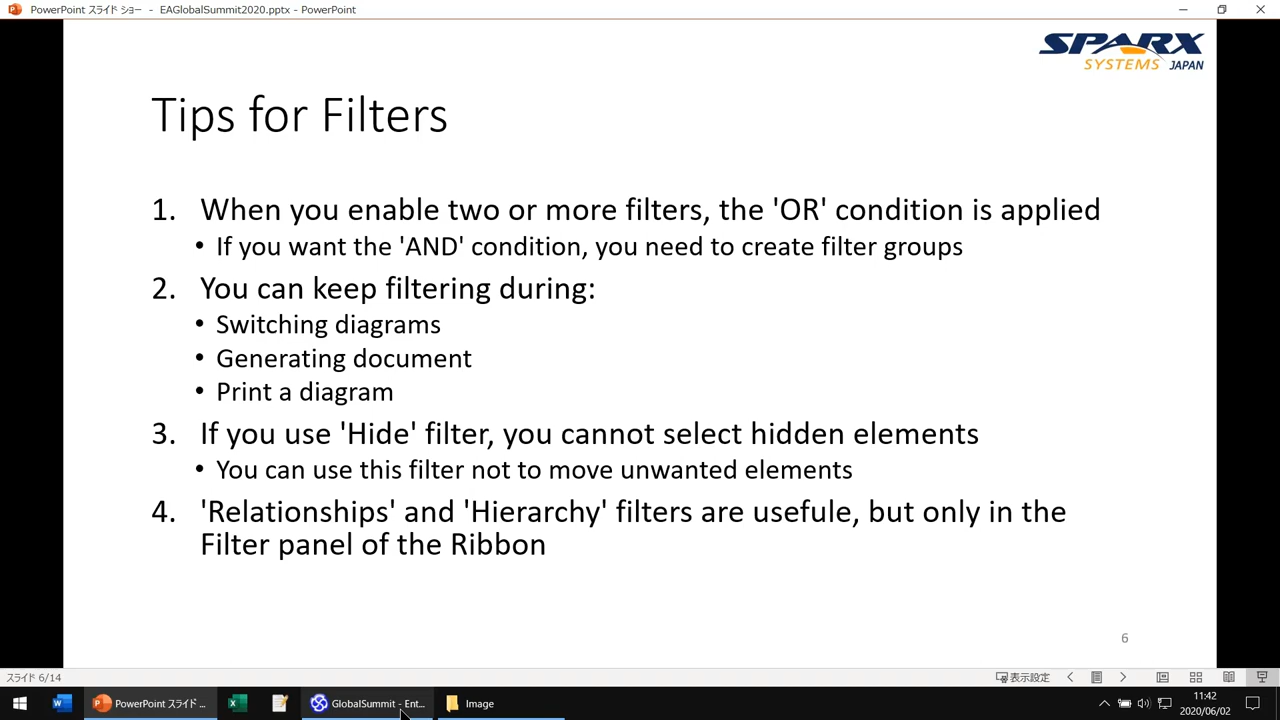 PowerPoint スライド ショー - EAGlobalSummit2020.pptx - PowerPoint
SPARX
SYSTEMS JAPAN
Tips for Filters
1. When you enable two or more filters, the 'OR' condition is applied
• If you want the 'AND' condition, you need to create filter groups
2. You can keep filtering during:
• Switching diagrams
• Generating document
• Print a diagram
3. If you use 'Hide' filter, you cannot select hidden elements
• You can use this filter not to move unwanted elements
4. 'Relationships' and 'Hierarchy' filters are usefule, but only in the
Filter panel of the Ribbon
6
スライド 6/14
表示設定
PowerPoint スライド ...
GlobalSummit - Ent...
Image
11:42
2020/06/02